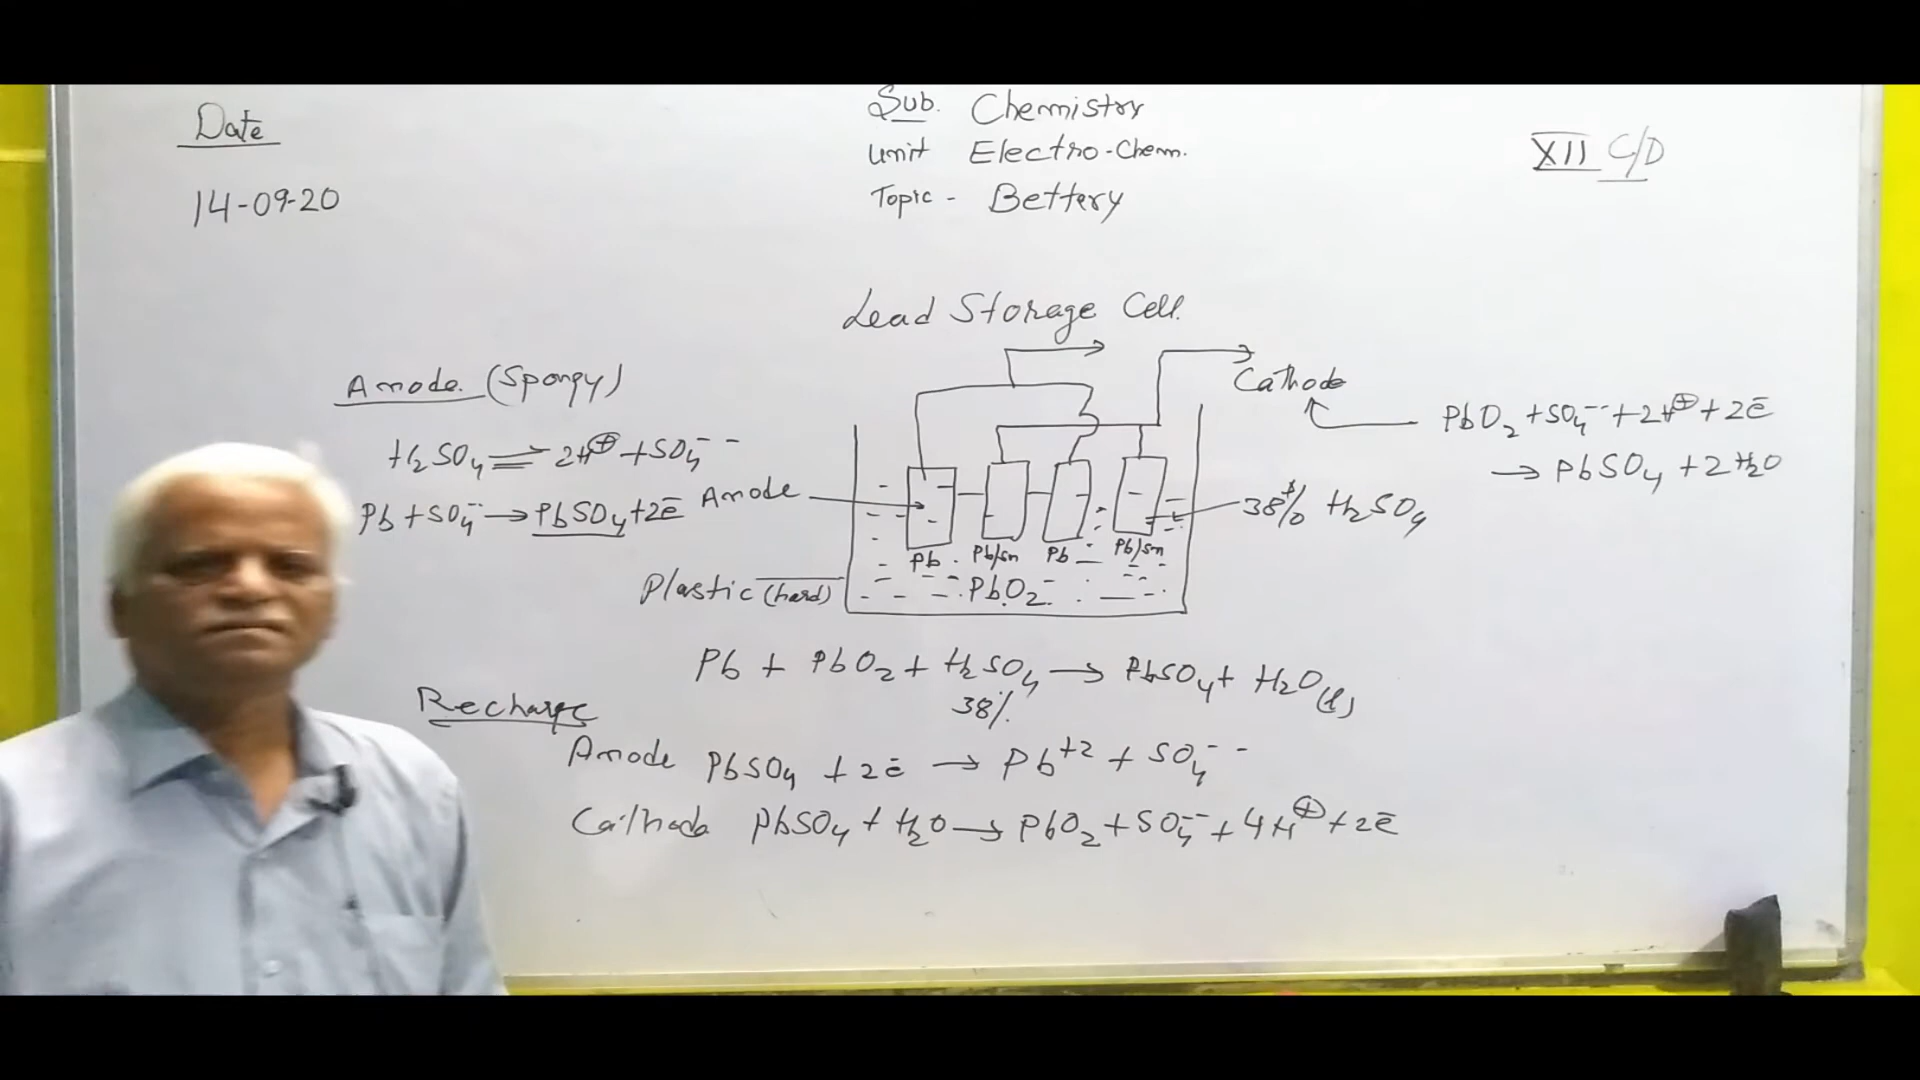 Date
14-09-20
Sub. Chemistry
Unit Electro-Chem.
Topic - Bettery
XII C/D
Lead Storage Cell.
Anode (Spongy)
H₂SO₄ ⇌ 2H⊕ + SO₄⁻⁻
Pb + SO₄⁻⁻ → PbSO₄ + 2ē
Anode
Cathode
PbO₂ + SO₄⁻⁻ + 2H⊕ + 2ē
→ PbSO₄ + 2H₂O
38% H₂SO₄
Pb Pb/Sn Pb Pb/Sn
PbO₂
Plastic (hard)
Pb + PbO₂ + H₂SO₄ → PbSO₄ + H₂O(l)
38%
Recharge
Anode PbSO₄ + 2ē → Pb⁺² + SO₄⁻⁻
Cathode PbSO₄ + H₂O → PbO₂ + SO₄⁻⁻ + 4H⊕ + 2ē